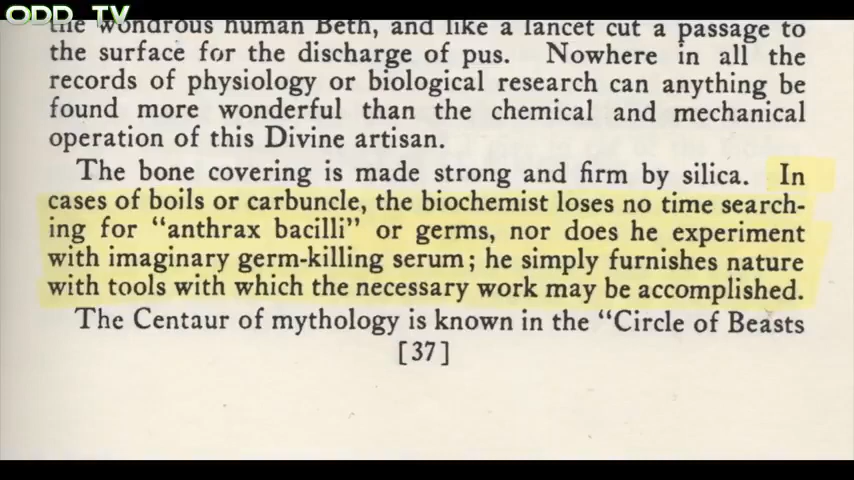 ODD TV
the wondrous human Beth, and like a lancet cut a passage to
the surface for the discharge of pus. Nowhere in all the
records of physiology or biological research can anything be
found more wonderful than the chemical and mechanical
operation of this Divine artisan.
The bone covering is made strong and firm by silica. In
cases of boils or carbuncle, the biochemist loses no time search-
ing for "anthrax bacilli" or germs, nor does he experiment
with imaginary germ-killing serum; he simply furnishes nature
with tools with which the necessary work may be accomplished.
The Centaur of mythology is known in the "Circle of Beasts
[37]